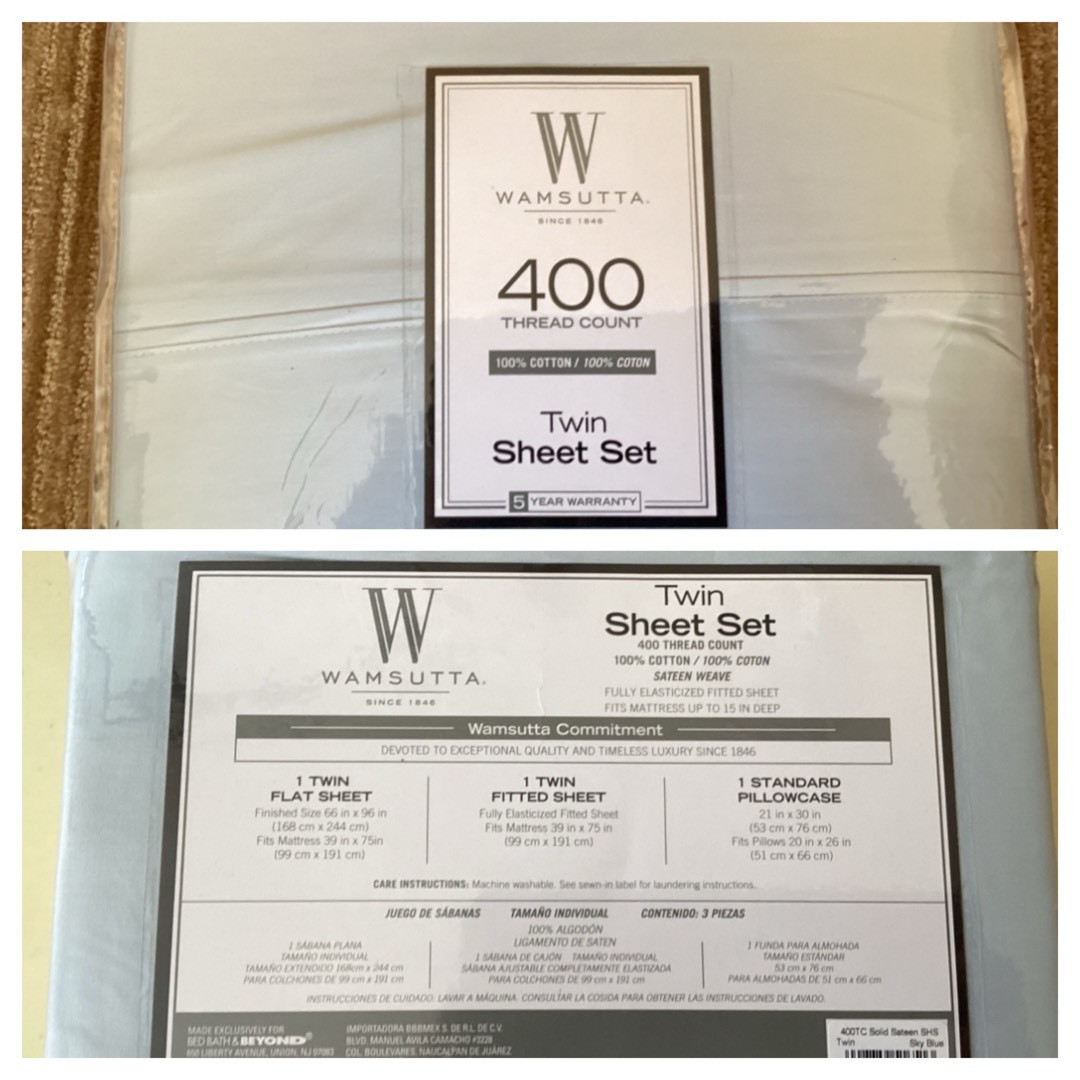 W
WAMSUTTA.
SINCE 1846
400
THREAD COUNT
100% COTTON / 100% COTON
Twin
Sheet Set
5 YEAR WARRANTY
W
WAMSUTTA.
SINCE 1846
Twin
Sheet Set
400 THREAD COUNT
100% COTTON / 100% COTON
SATEEN WEAVE
FULLY ELASTICIZED FITTED SHEET
FITS MATTRESS UP TO 15 IN DEEP
Wamsutta Commitment
DEVOTED TO EXCEPTIONAL QUALITY AND TIMELESS LUXURY SINCE 1846
1 TWIN
FLAT SHEET
Finished Size 66 in x 96 in
(168 cm x 244 cm)
Fits Mattress 39 in x 75in
(99 cm x 191 cm)
1 TWIN
FITTED SHEET
Fully Elasticized Fitted Sheet
Fits Mattress 39 in x 75 in
(99 cm x 191 cm)
1 STANDARD
PILLOWCASE
21 in x 30 in
(53 cm x 76 cm)
Fits Pillows 20 in x 26 in
(51 cm x 66 cm)
CARE INSTRUCTIONS: Machine washable. See sewn-in label for laundering instructions.
JUEGO DE SÁBANAS TAMAÑO INDIVIDUAL CONTENIDO: 3 PIEZAS
100% ALGODÓN
LIGAMENTO DE SATEN
1 SÁBANA PLANA
TAMAÑO INDIVIDUAL
TAMAÑO EXTENDIDO 168cm x 244 cm
PARA COLCHONES DE 99 cm x 191 cm
1 SÁBANA DE CAJÓN TAMAÑO INDIVIDUAL
SÁBANA AJUSTABLE COMPLETAMENTE ELASTIZADA
PARA COLCHONES DE 99 cm x 191 cm
1 FUNDA PARA ALMOHADA
TAMAÑO ESTÁNDAR
53 cm x 76 cm
PARA ALMOHADAS DE 51 cm x 66 cm
INSTRUCCIONES DE CUIDADO: LAVAR A MÁQUINA. CONSULTAR LA COSIDA PARA OBTENER LAS INSTRUCCIONES DE LAVADO.
MADE EXCLUSIVELY FOR
BED BATH & BEYOND®
650 LIBERTY AVENUE, UNION, NJ 07083
IMPORTADORA BBBMEX S. DE R.L. DE C.V.
BLVD. MANUEL AVILA CAMACHO #3228
COL. BOULEVARES, NAUCALPAN DE JUÁREZ
400TC Solid Sateen SHS
Twin Sky Blue